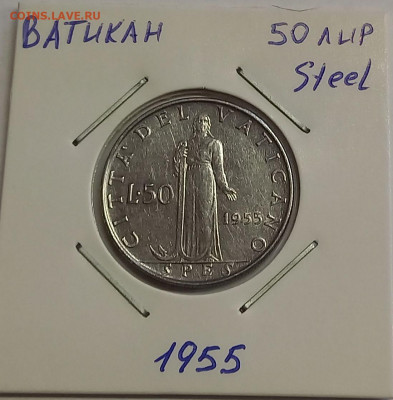 COINS.LAVE.RU
ВАТИКАН
50 ЛИР
Steel
CITTA' DEL VATICANO
L.50
1955
SPES
1955